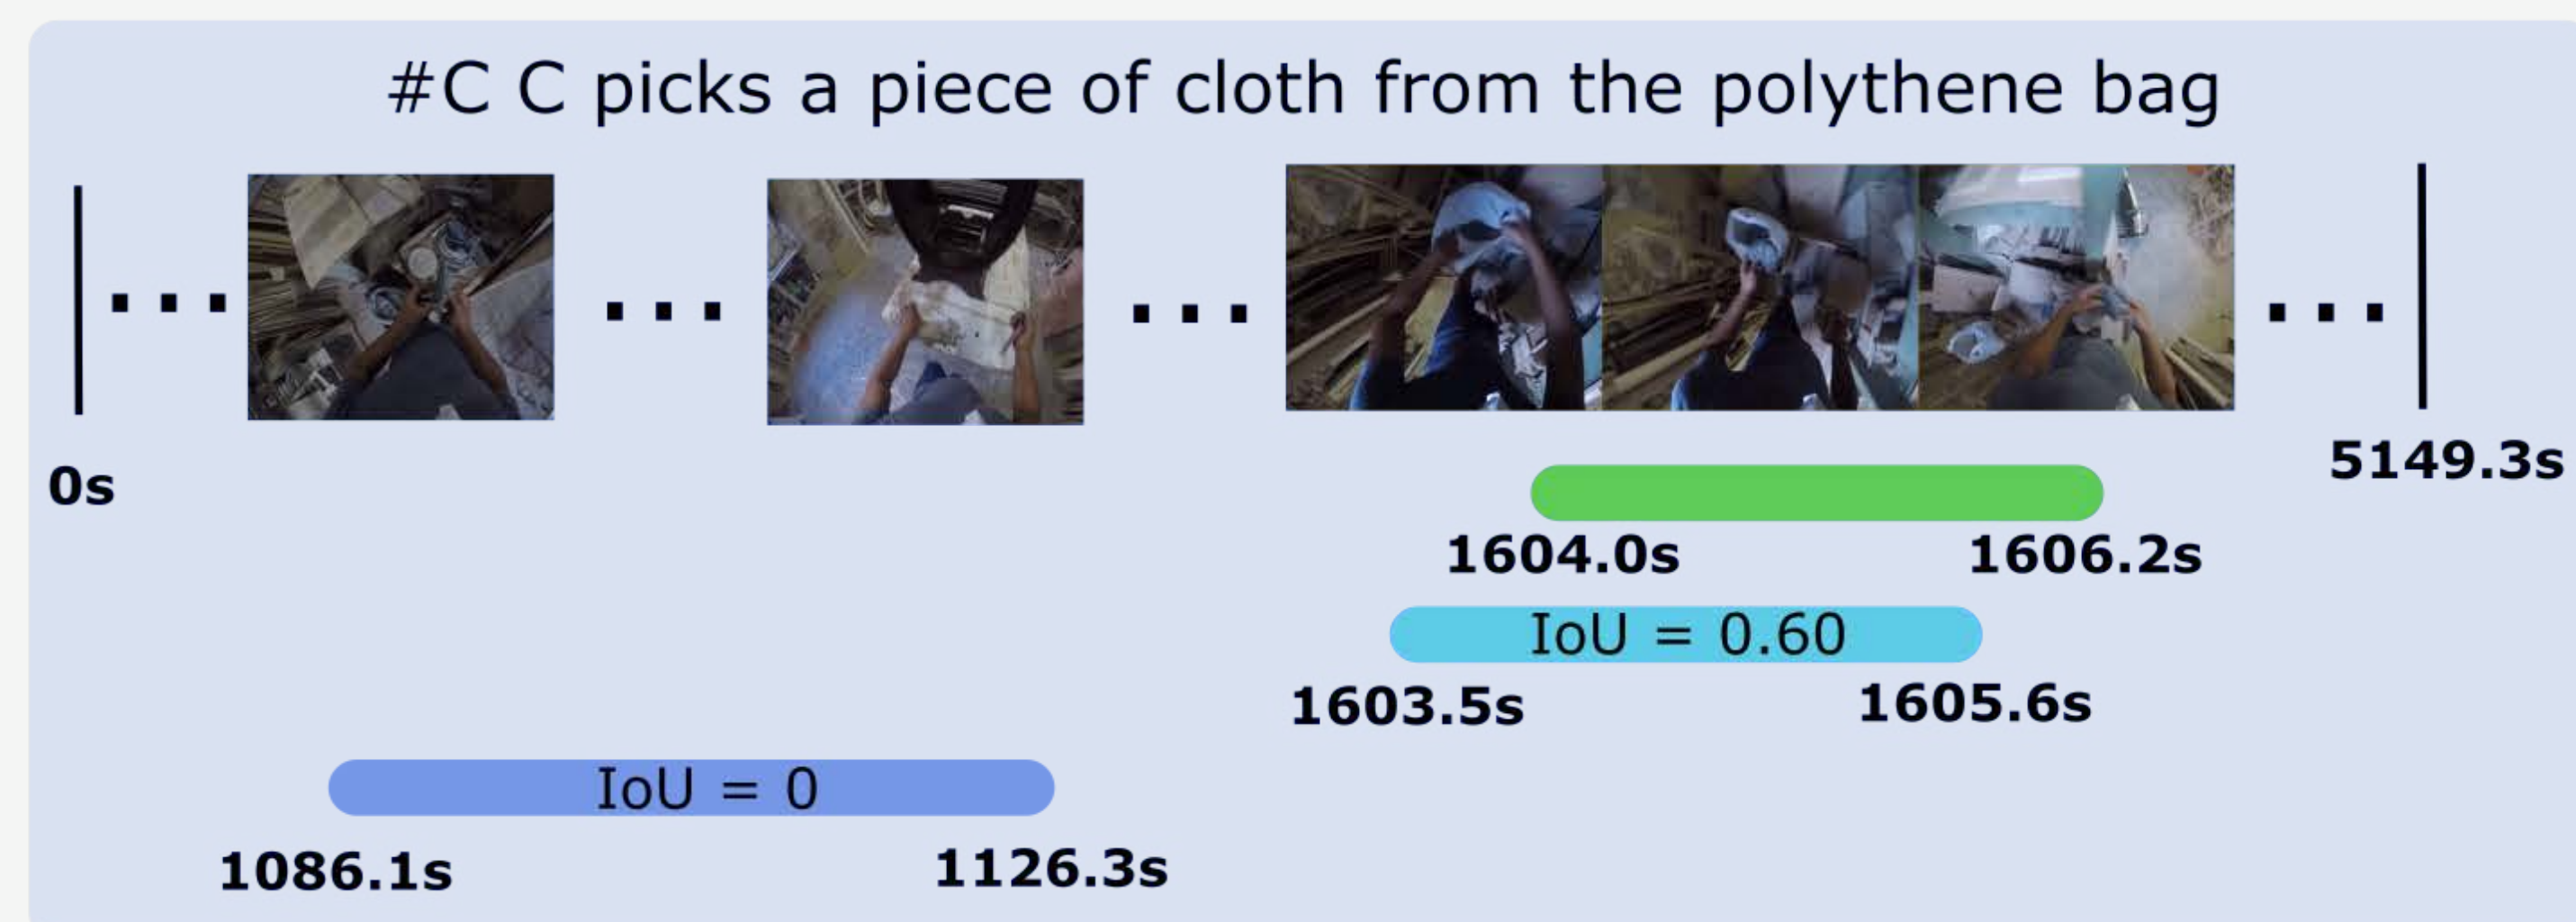 #C C picks a piece of cloth from the polythene bag
0s
5149.3s
1604.0s 1606.2s
IoU = 0.60
1603.5s 1605.6s
IoU = 0
1086.1s 1126.3s